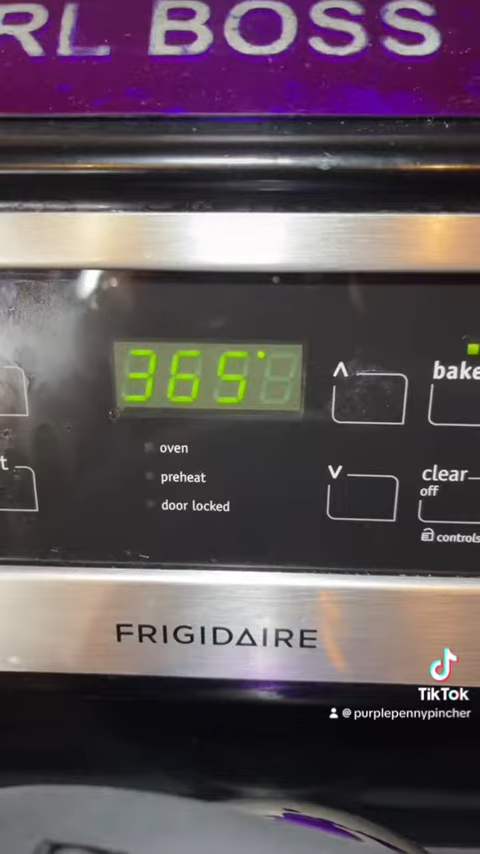 RL BOSS
365°
^
bake
t
oven
preheat
door locked
v
clear
off
controls
FRIGIDAIRE
TikTok
@purplepennypincher